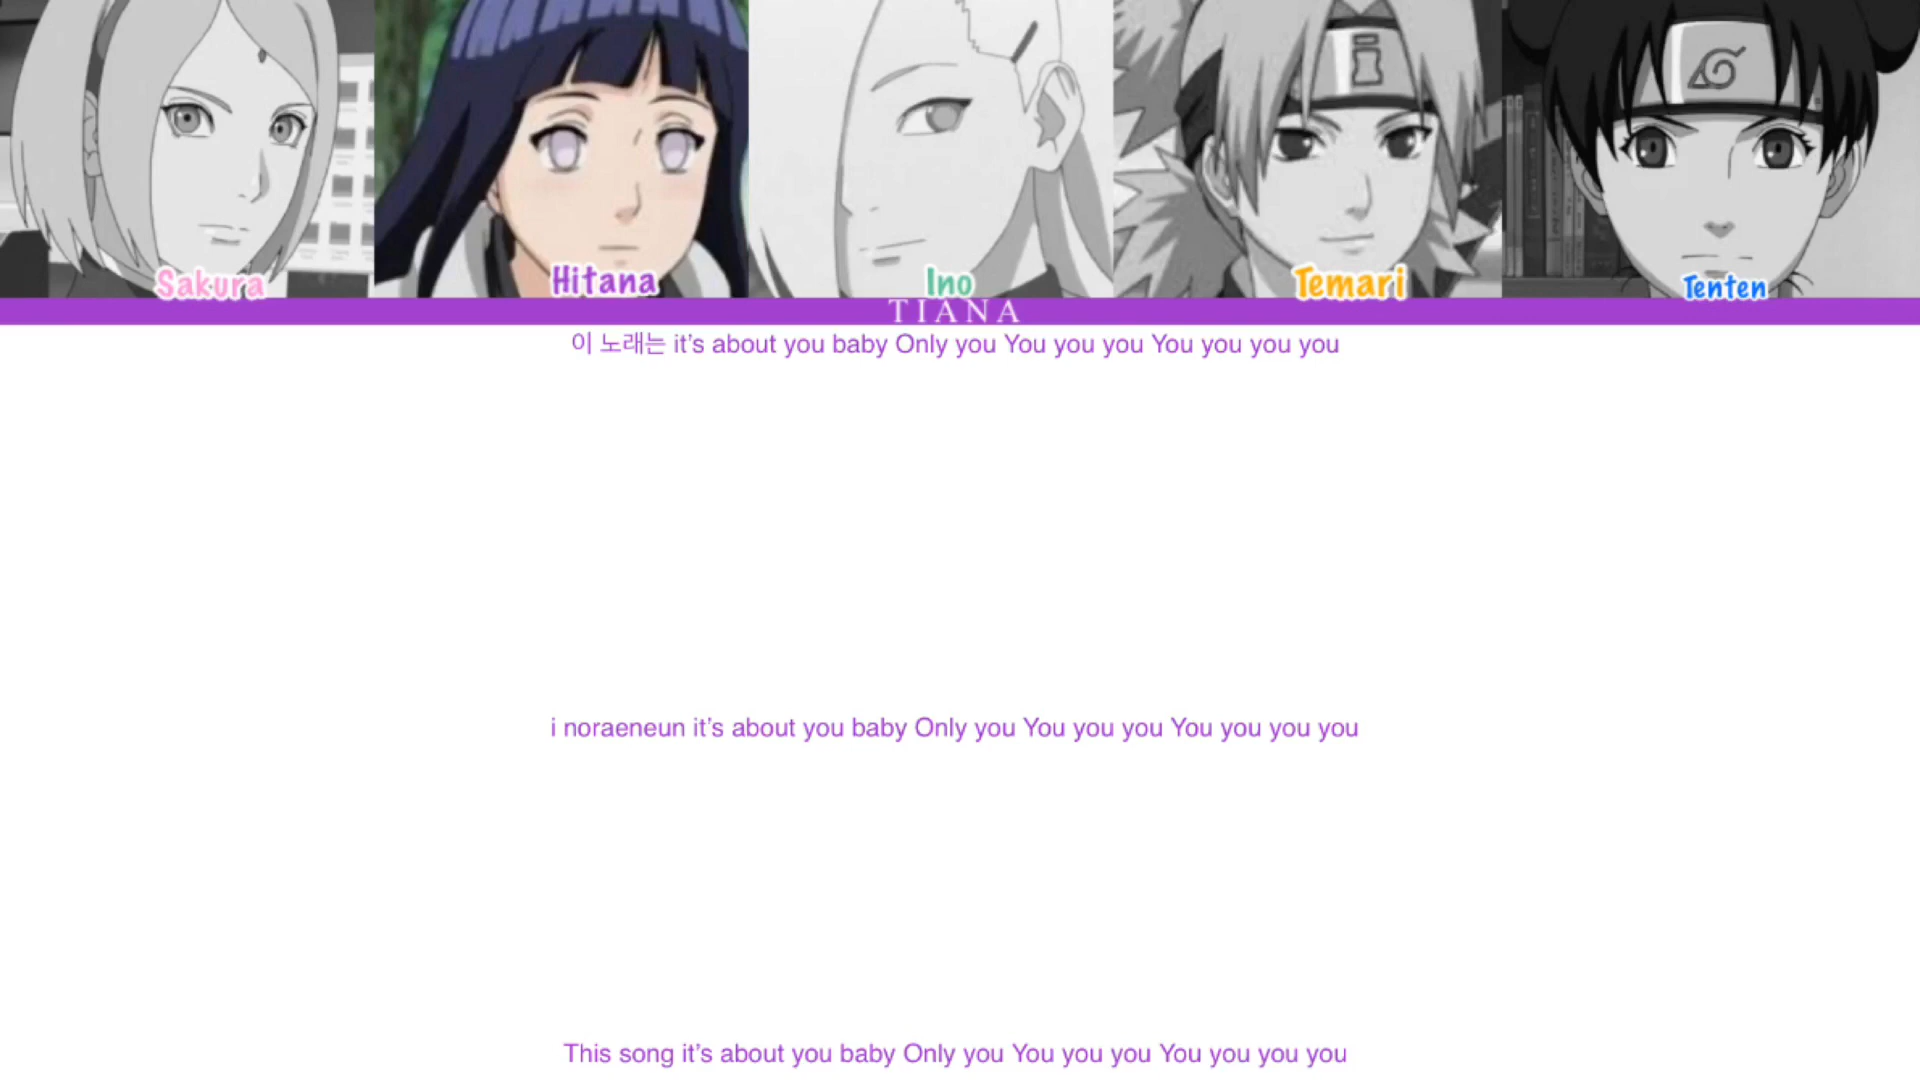 Sakura
Hitana
Ino
Temari
Tenten
TIANA
이 노래는 it’s about you baby Only you You you you You you you you
i noraeneun it’s about you baby Only you You you you You you you you
This song it’s about you baby Only you You you you You you you you